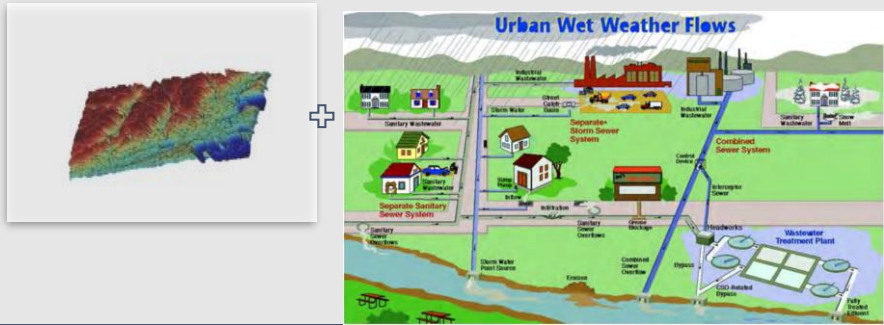 Urban Wet Weather Flows
Industrial
Wastewater
Storm Water
Street
Catch
Basin
Separate
Storm Sewer
System
Industrial
Wastewater
Sanitary
Wastewater
Snow
Melt
Sanitary Wastewater
Combined
Sewer System
Control
Device
Sanitary
Wastewater
Sump
Pump
Interceptor
Sewer
Separate Sanitary
Sewer System
Inflow
Infiltration
Sanitary
Sewer
Overflows
Sanitary
Sewer
Overflows
Grease
Blockage
Headworks
Wastewater
Treatment Plant
Storm Water
Point Source
Erosion
Combined
Sewer
Overflow
Bypass
CSO-Related
Bypass
Fully
Treated
Effluent